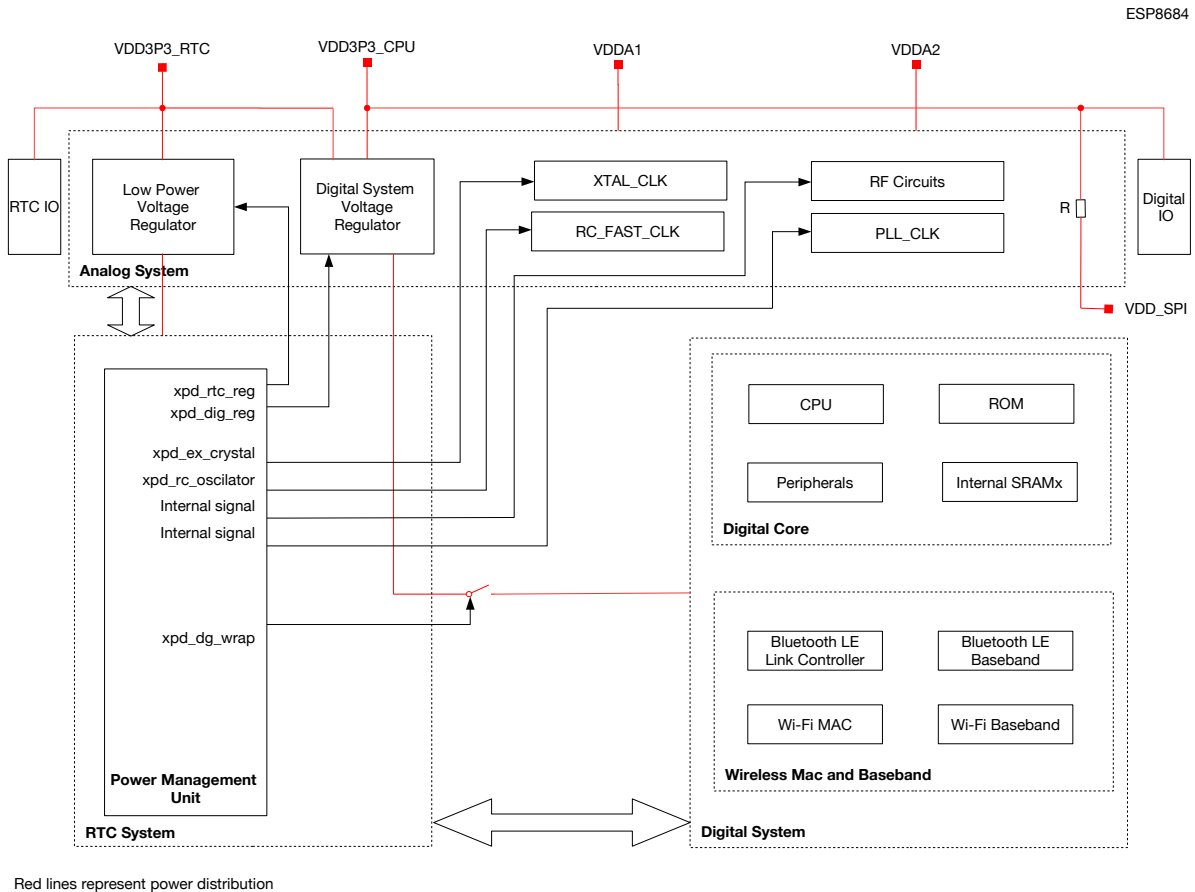 ESP8684
VDD3P3_RTC
VDD3P3_CPU
VDDA1
VDDA2
RTC IO
Low Power
Voltage
Regulator
Digital System
Voltage
Regulator
XTAL_CLK
RC_FAST_CLK
RF Circuits
PLL_CLK
R
Digital
IO
Analog System
VDD_SPI
xpd_rtc_reg
xpd_dig_reg
xpd_ex_crystal
xpd_rc_oscilator
Internal signal
Internal signal
xpd_dg_wrap
Power Management
Unit
RTC System
CPU
ROM
Peripherals
Internal SRAMx
Digital Core
Bluetooth LE
Link Controller
Bluetooth LE
Baseband
Wi-Fi MAC
Wi-Fi Baseband
Wireless Mac and Baseband
Digital System
Red lines represent power distribution